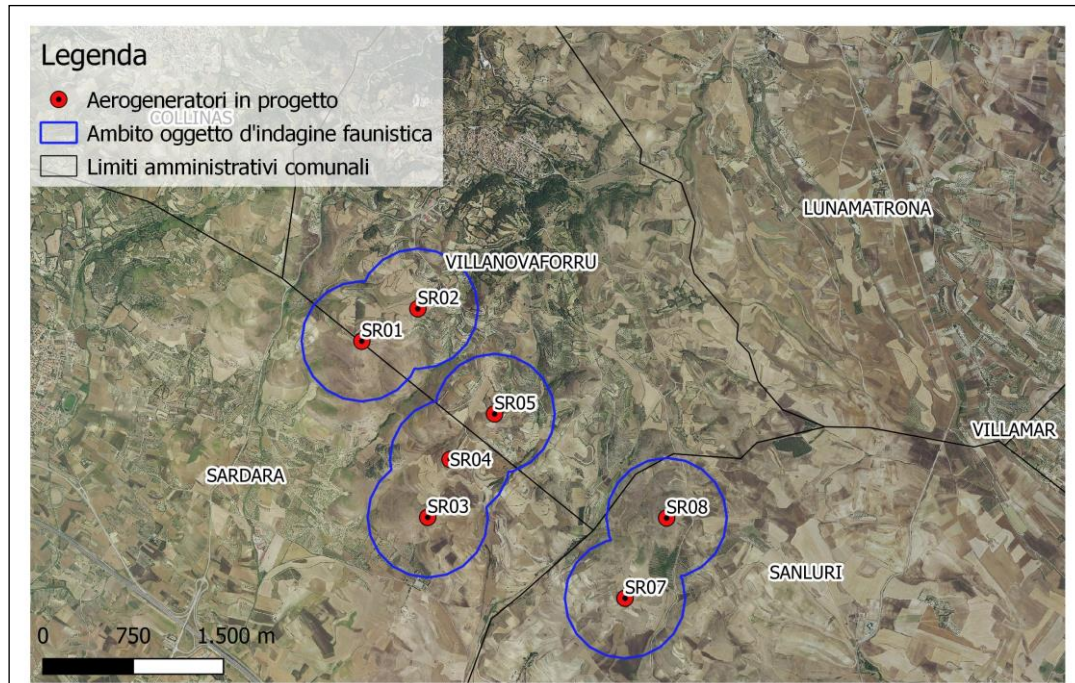 Legenda
Aerogeneratori in progetto
COLLINAS
Ambito oggetto d'indagine faunistica
Limiti amministrativi comunali
LUNAMATRONA
VILLANOVAFORRU
SR02
SR01
SR05
VILLAMAR
SR04
SARDARA
SR03
SR08
SANLURI
SR07
0 750 1.500 m